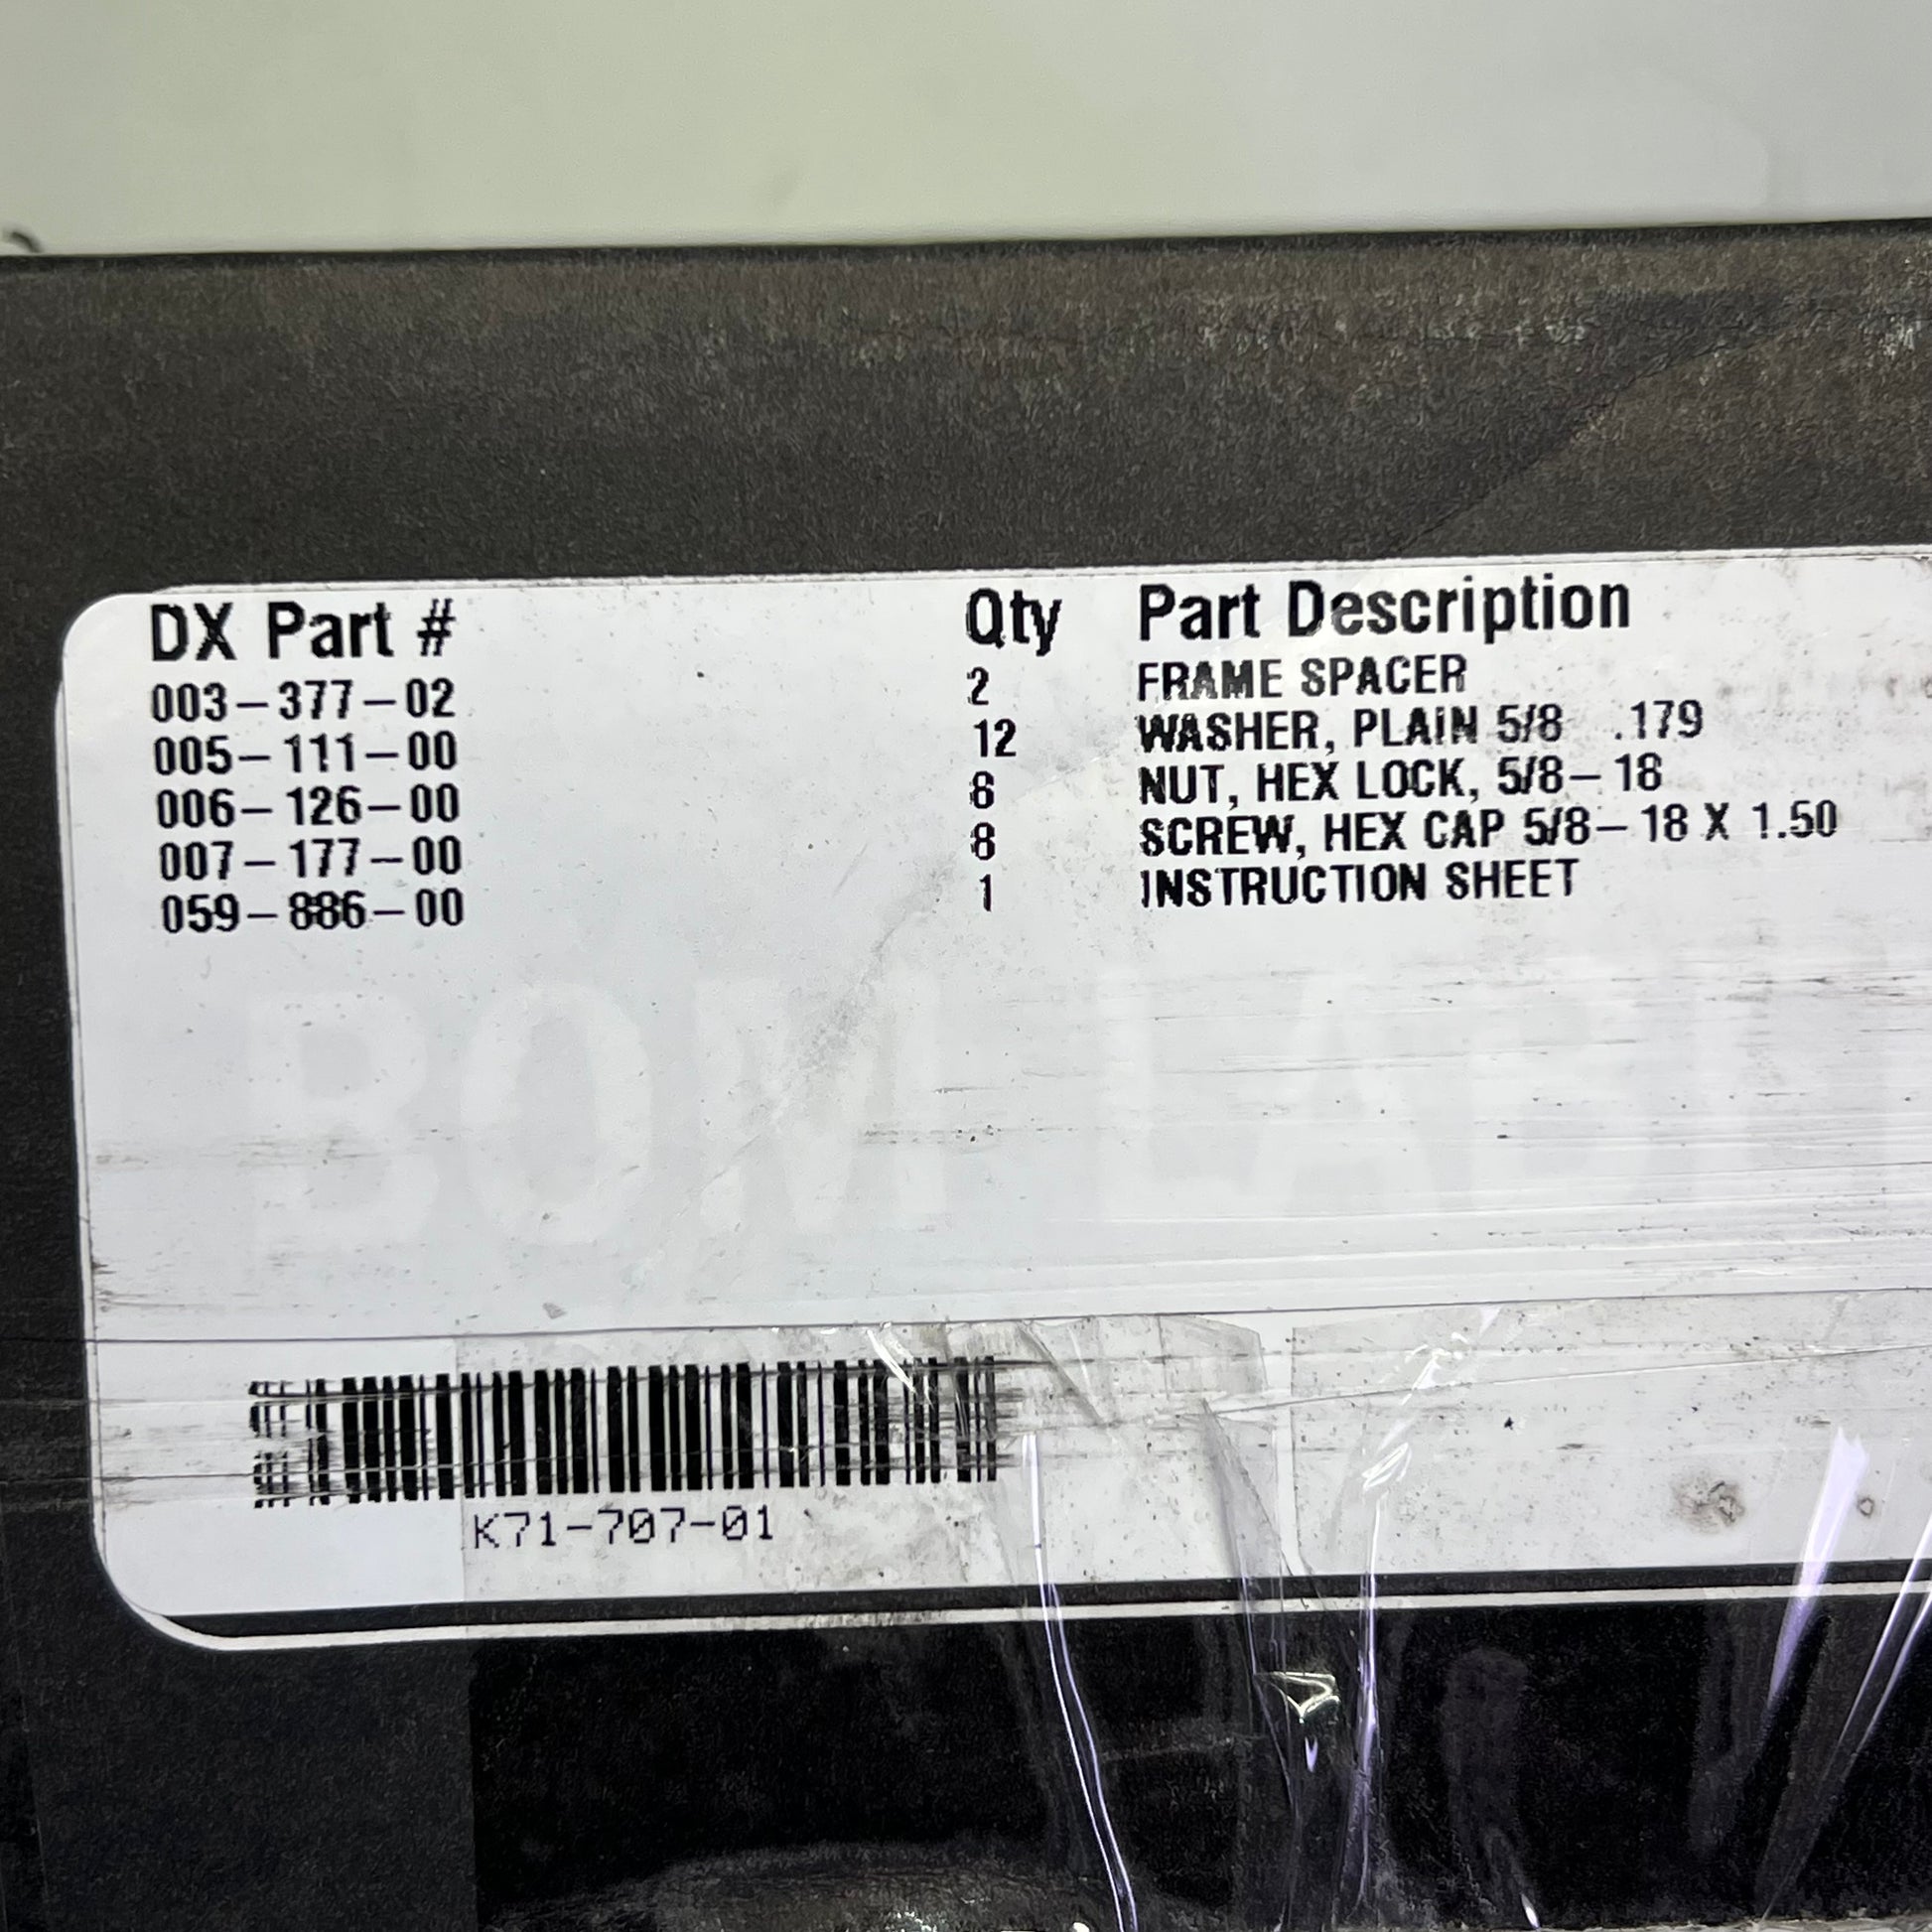 DX Part # Qty Part Description
003-377-02 2 FRAME SPACER
005-111-00 12 WASHER, PLAIN 5/8 .179
006-126-00 6 NUT, HEX LOCK, 5/8-18
007-177-00 8 SCREW, HEX CAP 5/8-18 X 1.50
059-886-00 1 INSTRUCTION SHEET
BOM LAB
K71-707-01